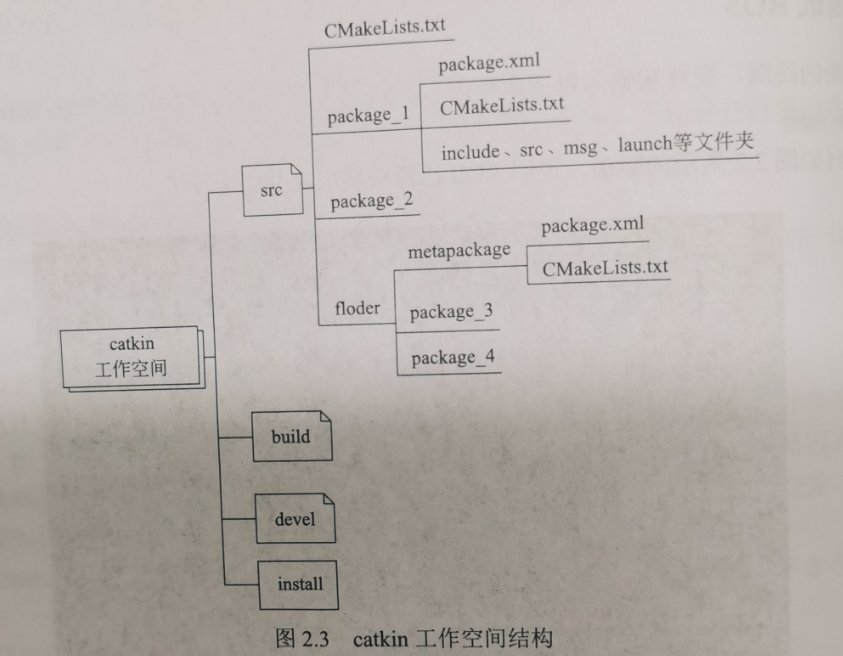 CMakeLists.txt
package.xml
package_1
CMakeLists.txt
include、src、msg、launch等文件夹
src
package_2
package.xml
metapackage
CMakeLists.txt
floder
package_3
package_4
catkin
工作空间
build
devel
install
图 2.3 catkin 工作空间结构